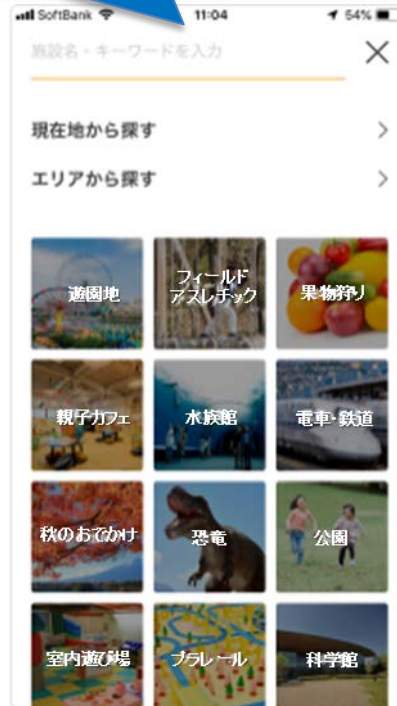 SoftBank 11:04 54%
施設名・キーワードを入力
現在地から探す
エリアから探す
遊園地
フィールド
アスレチック
果物狩り
親子カフェ
水族館
電車・鉄道
秋のおでかけ
恐竜
公園
室内遊び場
プラレール
科学館